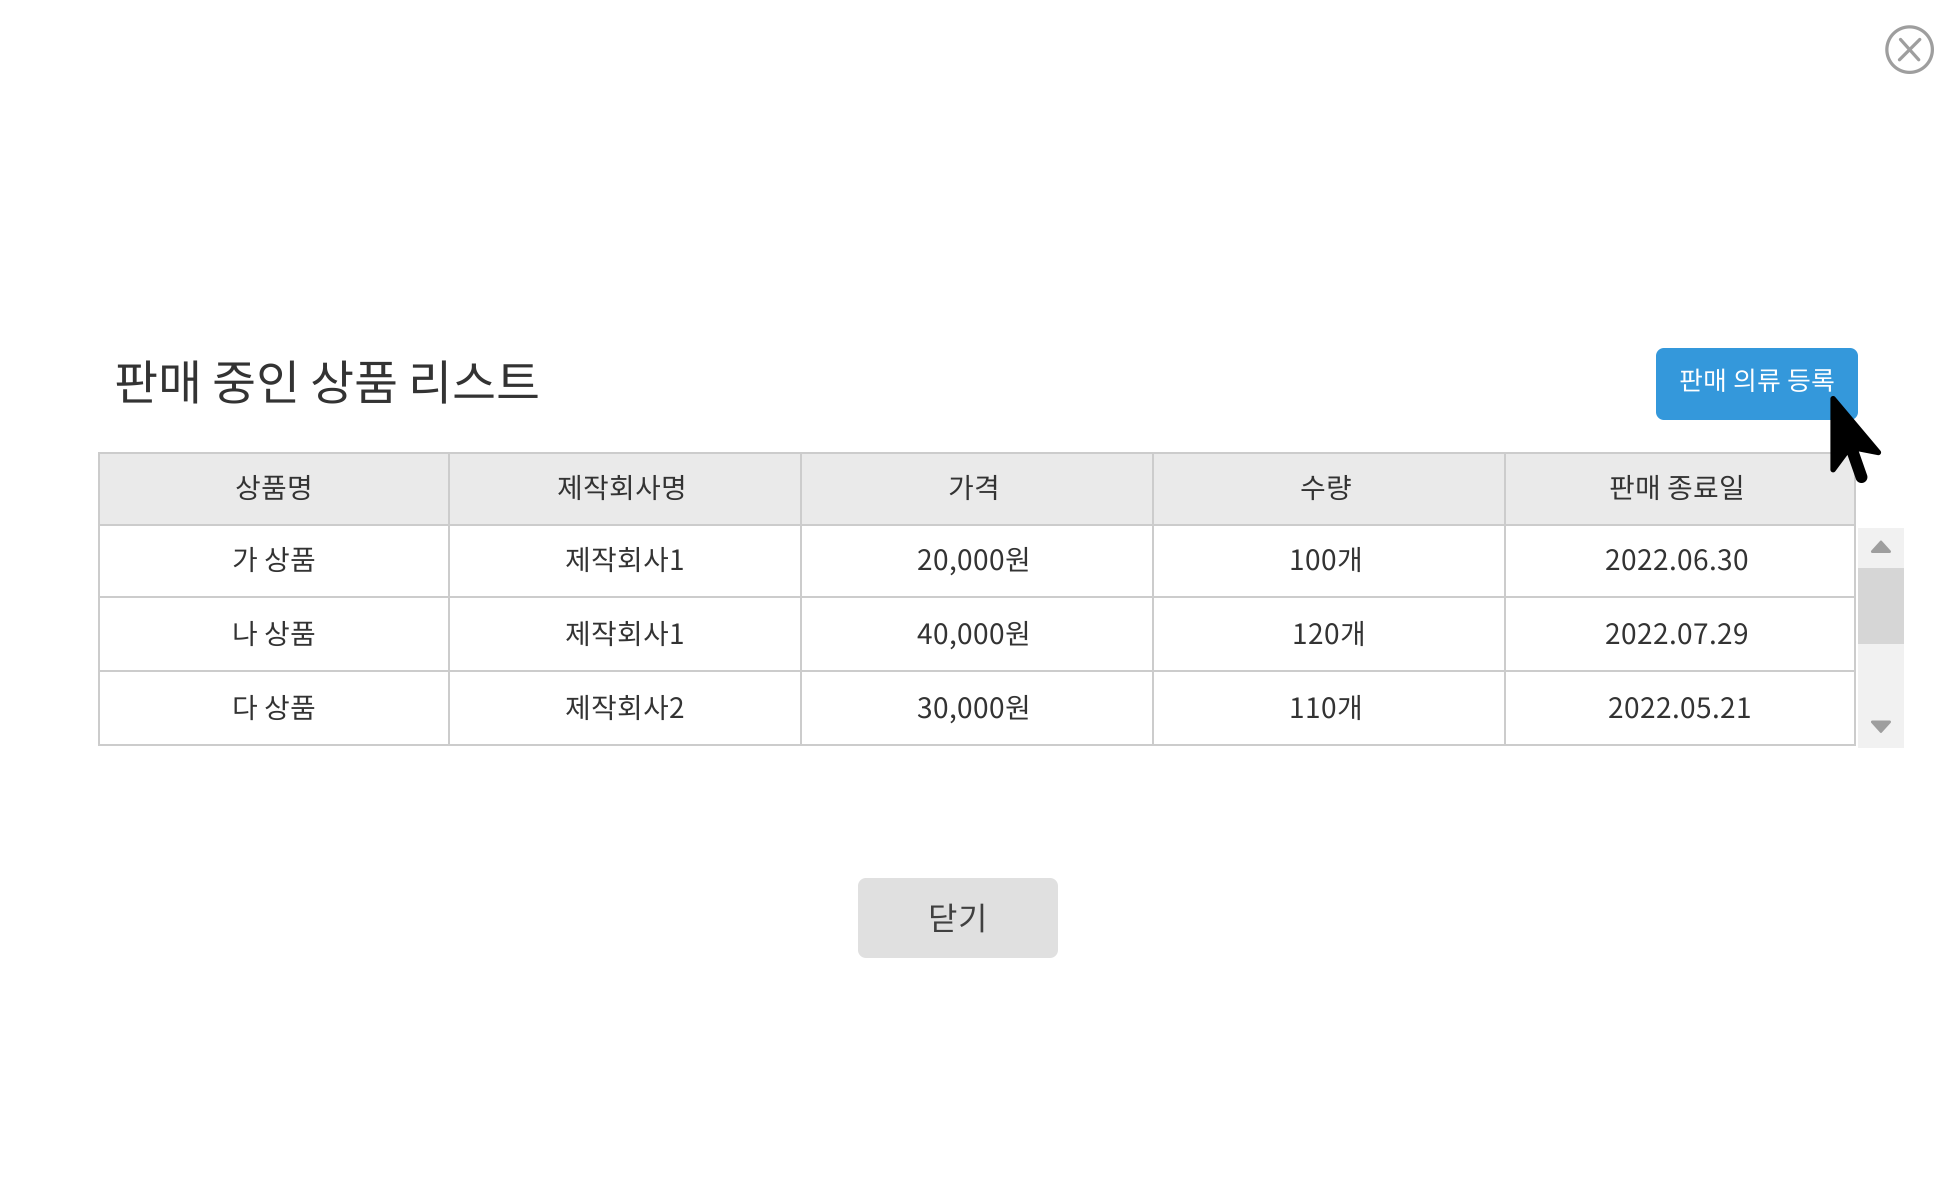 판매 중인 상품 리스트
판매 의류 등록
상품명 제작회사명 가격 수량 판매 종료일
가 상품 제작회사1 20,000원 100개 2022.06.30
나 상품 제작회사1 40,000원 120개 2022.07.29
다 상품 제작회사2 30,000원 110개 2022.05.21
닫기